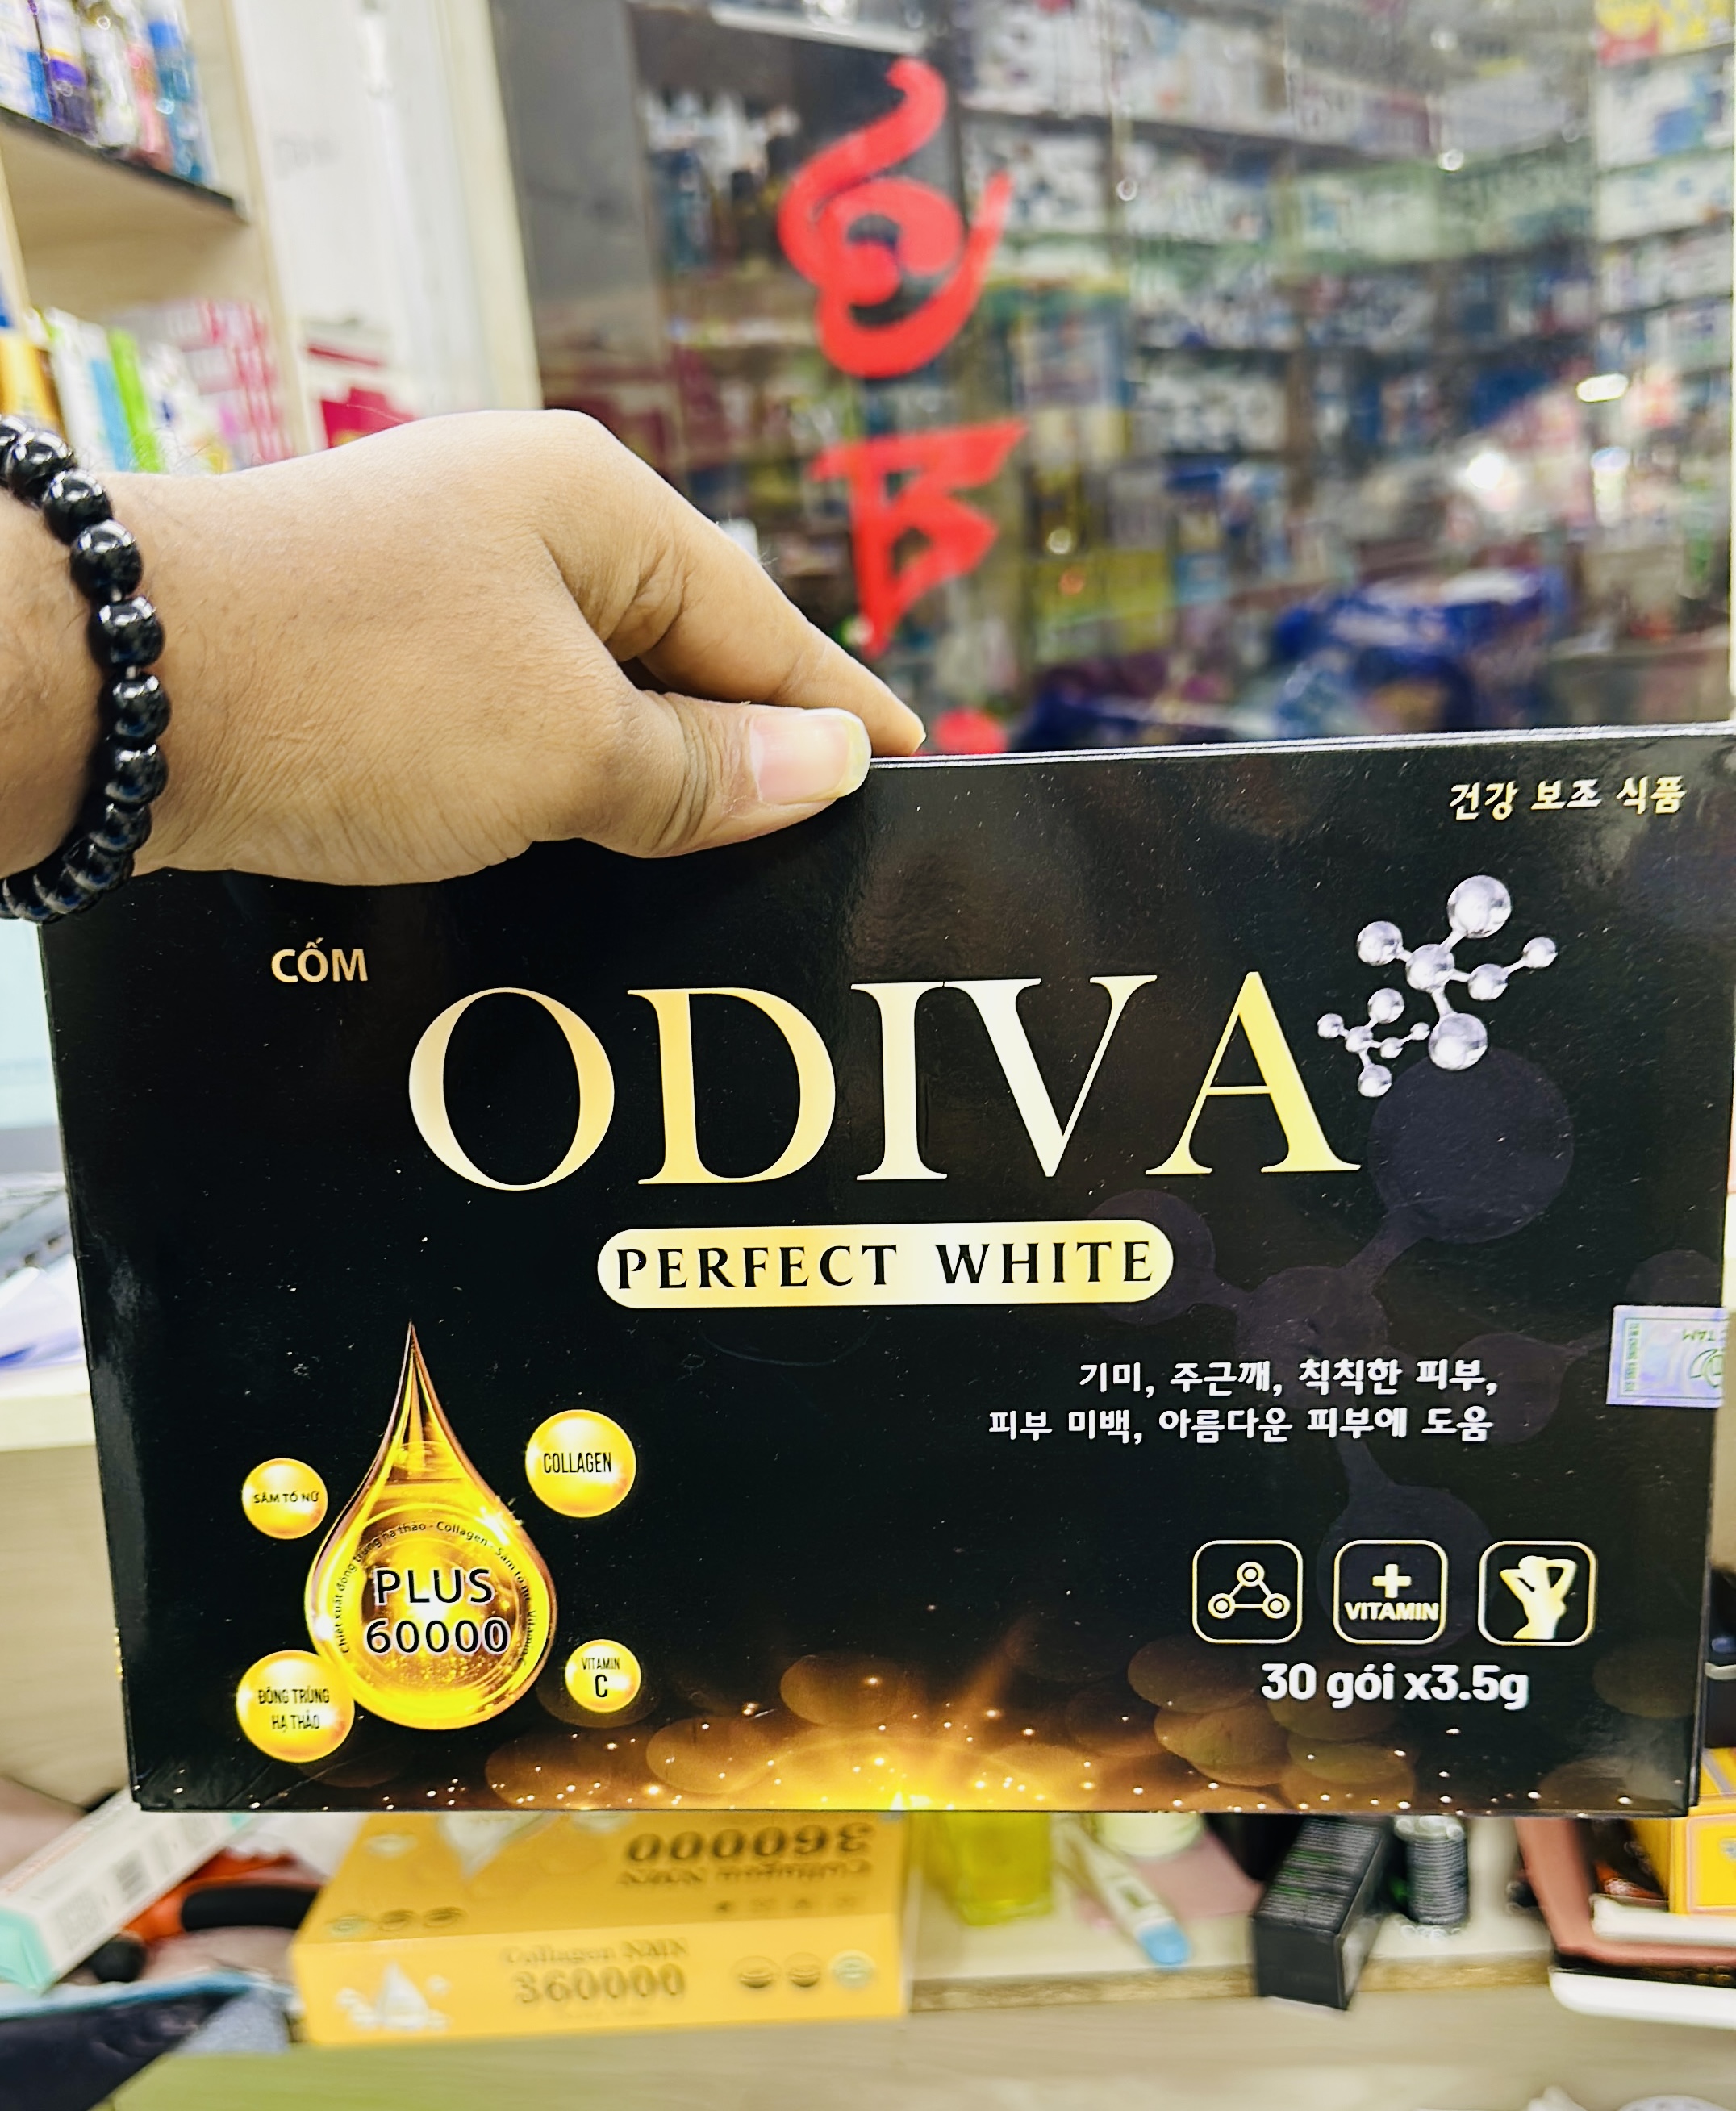 건강 보조 식품
CỐM
ODIVA
PERFECT WHITE
기미, 주근깨, 칙칙한 피부,
피부 미백, 아름다운 피부에 도움
COLLAGEN
SÂM TỐ NỮ
PLUS
60000
VITAMIN
C
ĐÔNG TRÙNG
HẠ THẢO
+
VITAMIN
30 gói x3.5g
360000
Collagen NMN
Collagen NMN
360000